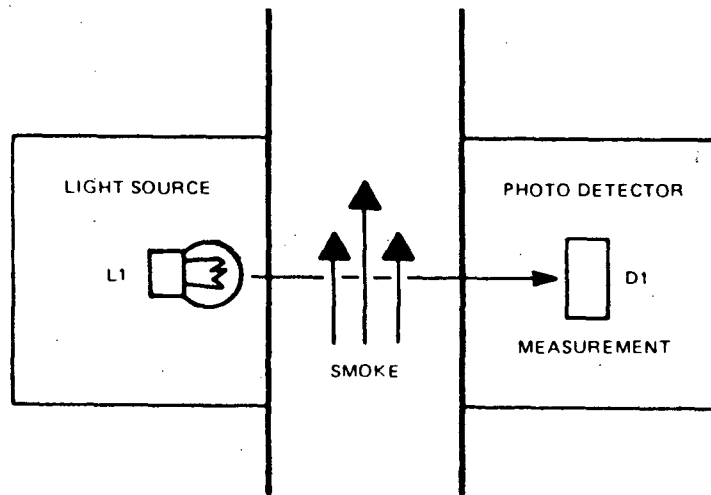 LIGHT SOURCE
PHOTO DETECTOR
L1
D1
SMOKE
MEASUREMENT